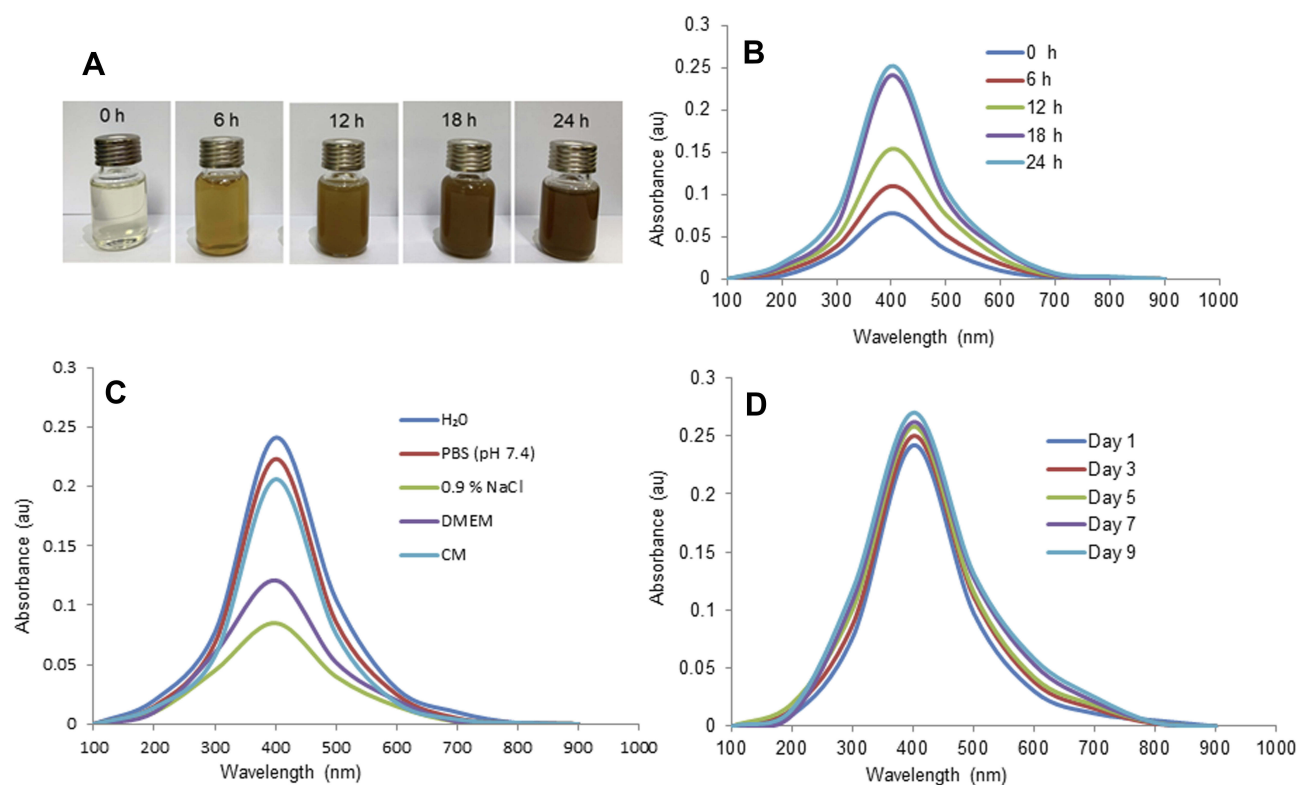 A
0 h
6 h
12 h
18 h
24 h
B
0.3
0.25
0.2
0.15
0.1
0.05
0
Absorbance (au)
100 200 300 400 500 600 700 800 900 1000
Wavelength (nm)
0 h
6 h
12 h
18 h
24 h
C
0.3
0.25
0.2
0.15
0.1
0.05
0
Absorbance (au)
100 200 300 400 500 600 700 800 900 1000
Wavelength (nm)
H₂O
PBS (pH 7.4)
0.9 % NaCl
DMEM
CM
D
0.3
0.25
0.2
0.15
0.1
0.05
0
Absorbance (au)
100 200 300 400 500 600 700 800 900 1000
Wavelength (nm)
Day 1
Day 3
Day 5
Day 7
Day 9